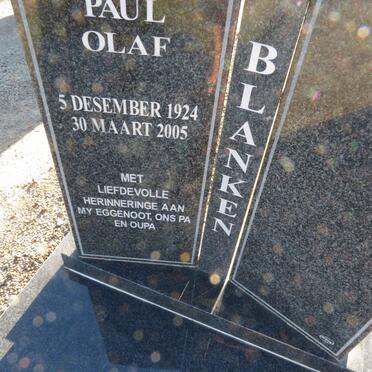 PAUL
OLAF
5 DESEMBER 1924
30 MAART 2005
MET
LIEFDEVOLLE
HERINNERINGE AAN
MY EGGENOOT, ONS PA
EN OUPA
BLANKEN